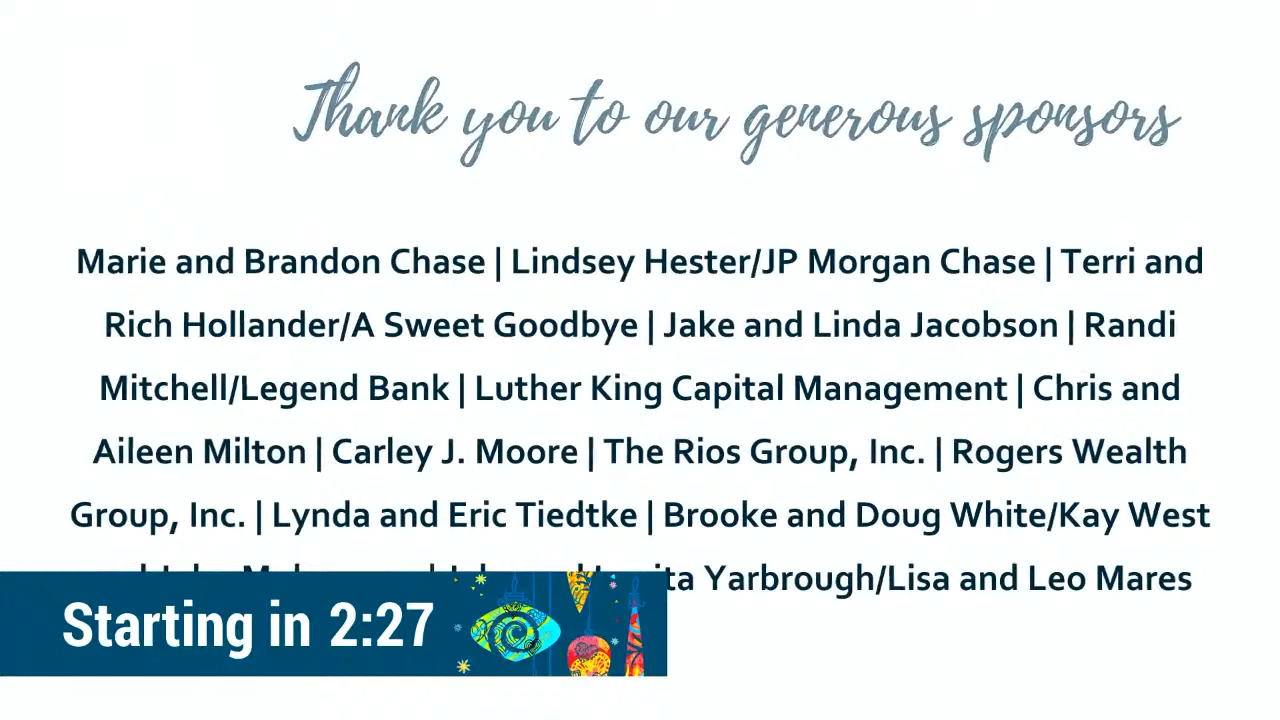 Thank you to our generous sponsors
Marie and Brandon Chase | Lindsey Hester/JP Morgan Chase | Terri and
Rich Hollander/A Sweet Goodbye | Jake and Linda Jacobson | Randi
Mitchell/Legend Bank | Luther King Capital Management | Chris and
Aileen Milton | Carley J. Moore | The Rios Group, Inc. | Rogers Wealth
Group, Inc. | Lynda and Eric Tiedtke | Brooke and Doug White/Kay West
Yarbrough/Lisa and Leo Mares
Starting in 2:27